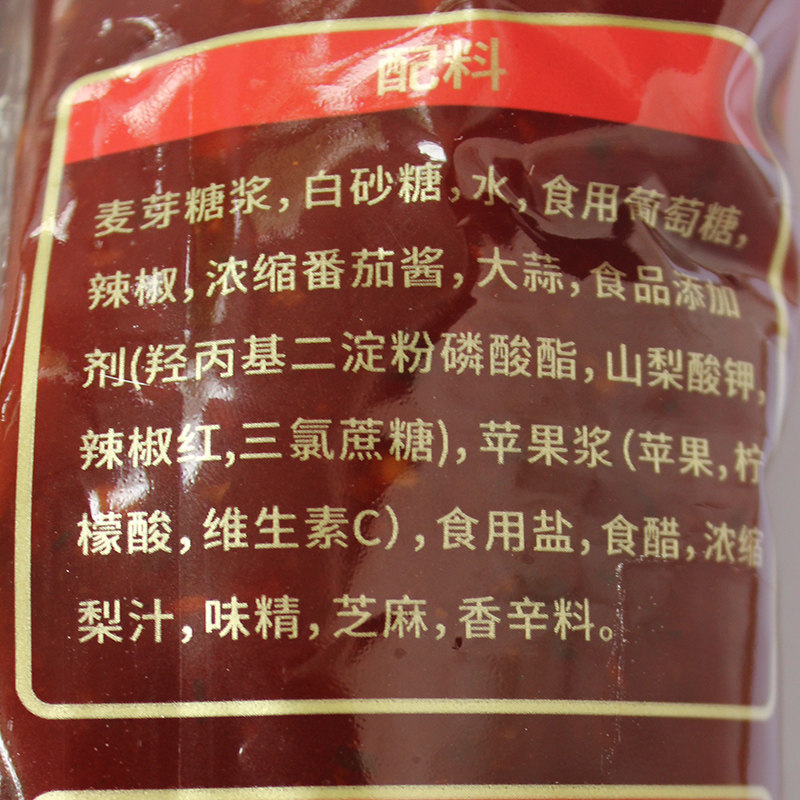 配料
麦芽糖浆,白砂糖,水,食用葡萄糖,
辣椒,浓缩番茄酱,大蒜,食品添加
剂(羟丙基二淀粉磷酸酯,山梨酸钾,
辣椒红,三氯蔗糖),苹果浆(苹果,柠
檬酸,维生素C),食用盐,食醋,浓缩
梨汁,味精,芝麻,香辛料。